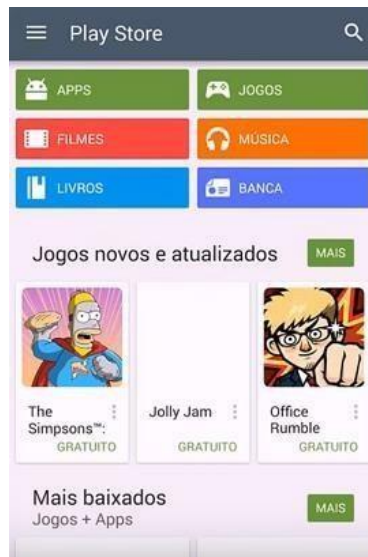 Play Store
APPS
JOGOS
FILMES
MÚSICA
LIVROS
BANCA
Jogos novos e atualizados
MAIS
The
Simpsons™:
GRATUITO
Jolly Jam
GRATUITO
Office
Rumble
GRATUITO
Mais baixados
MAIS
Jogos + Apps